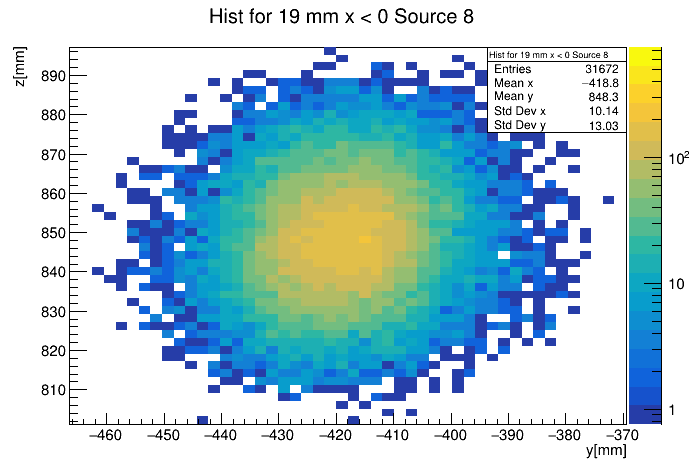 Hist for 19 mm x < 0 Source 8
z[mm]
Hist for 19 mm x < 0 Source 8
Entries 31672
Mean x −418.8
Mean y 848.3
Std Dev x 10.14
Std Dev y 13.03
890
880
870
860
850
840
830
820
810
10²
10
1
−460 −450 −440 −430 −420 −410 −400 −390 −380 −370
y[mm]